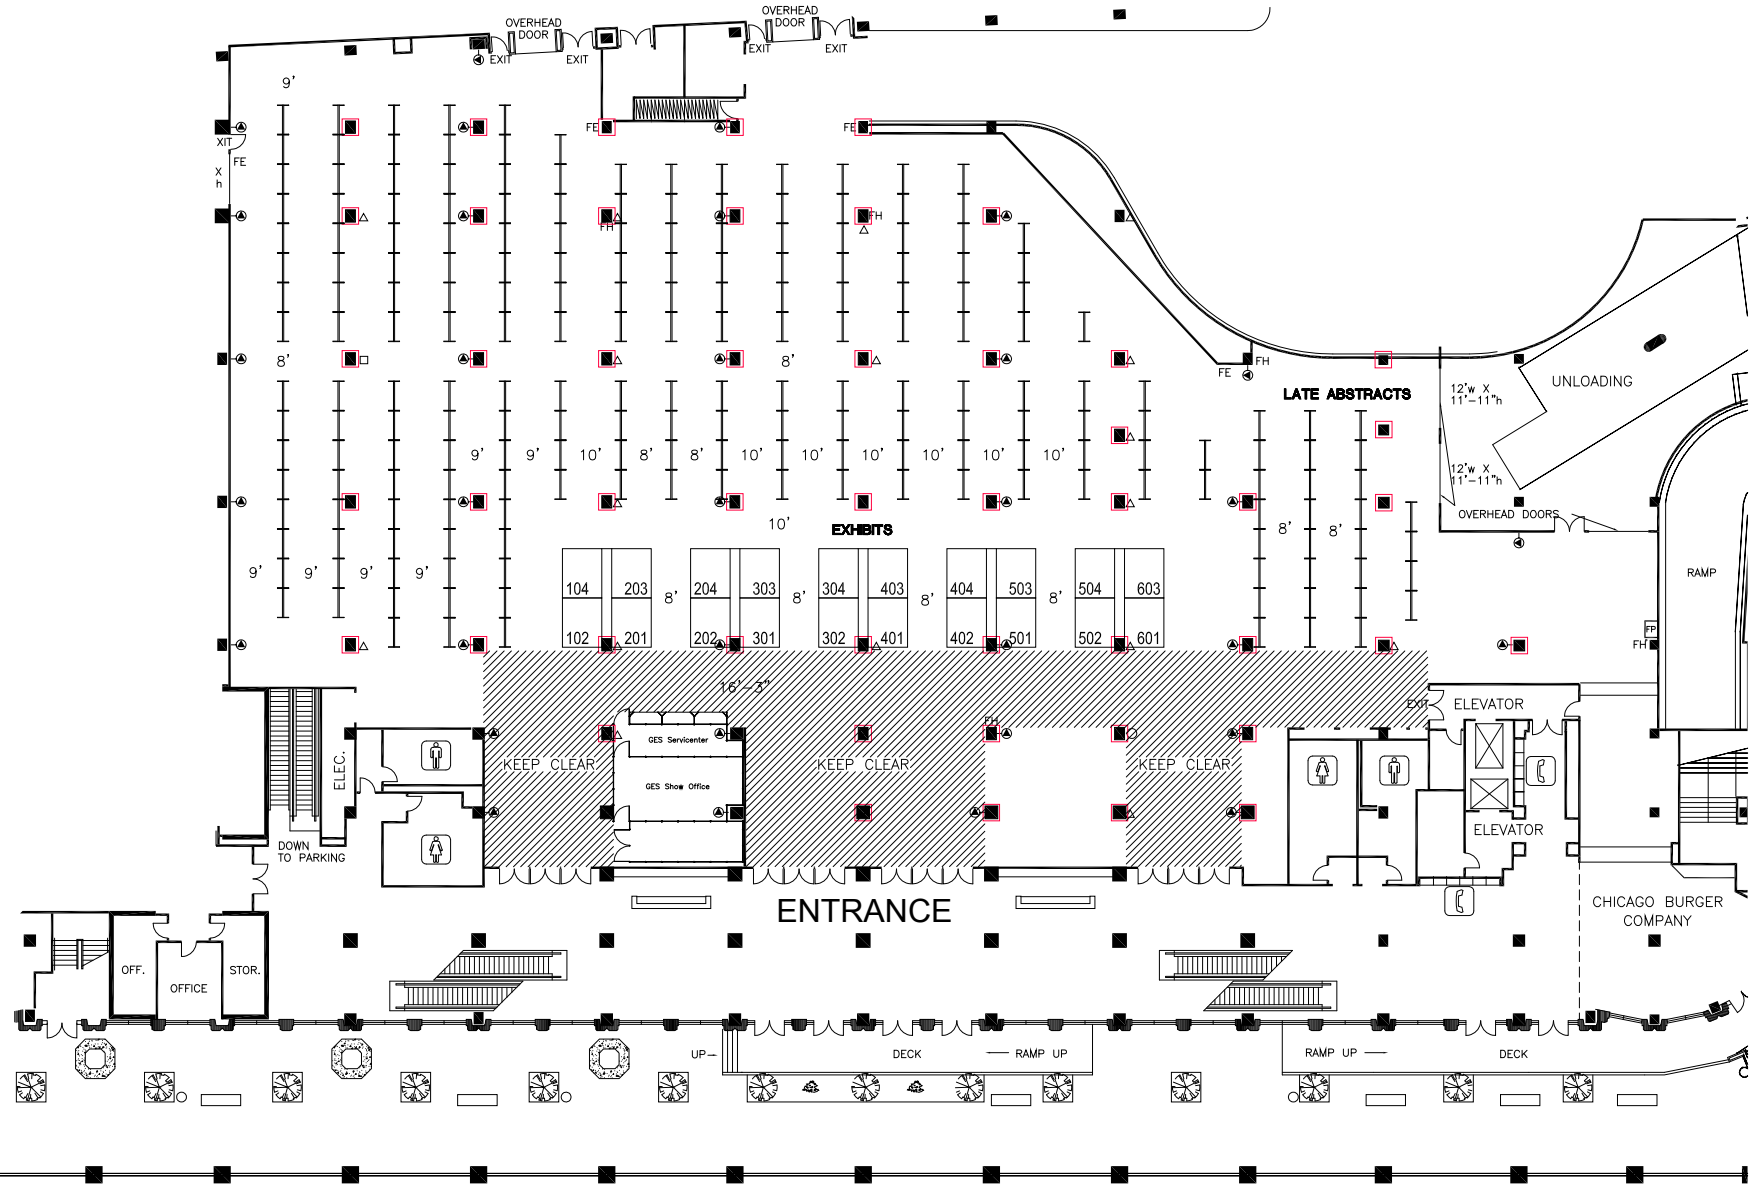 OVERHEAD
DOOR
OVERHEAD
DOOR
EXIT
EXIT
EXIT
EXIT
9'
FE
FE
XIT
FE
X
h
FH
FH
8'
8'
FE
FH
LATE ABSTRACTS
12'w X
11'-11"h
UNLOADING
9'
9'
10'
8'
8'
10'
10'
10'
10'
10'
10'
12'w X
11'-11"h
OVERHEAD DOORS
10'
EXHIBITS
8'
8'
9'
9'
9'
9'
RAMP
104
203
8'
204
303
8'
304
403
8'
404
503
8'
504
603
102
201
202
301
302
401
402
501
502
601
FP
FH
16'-3"
EXIT
ELEVATOR
FH
GES Servicenter
ELEC.
KEEP CLEAR
KEEP CLEAR
KEEP CLEAR
GES Show Office
ELEVATOR
DOWN
TO PARKING
ENTRANCE
CHICAGO BURGER
COMPANY
OFF.
OFFICE
STOR.
UP
DECK
RAMP UP
RAMP UP
DECK